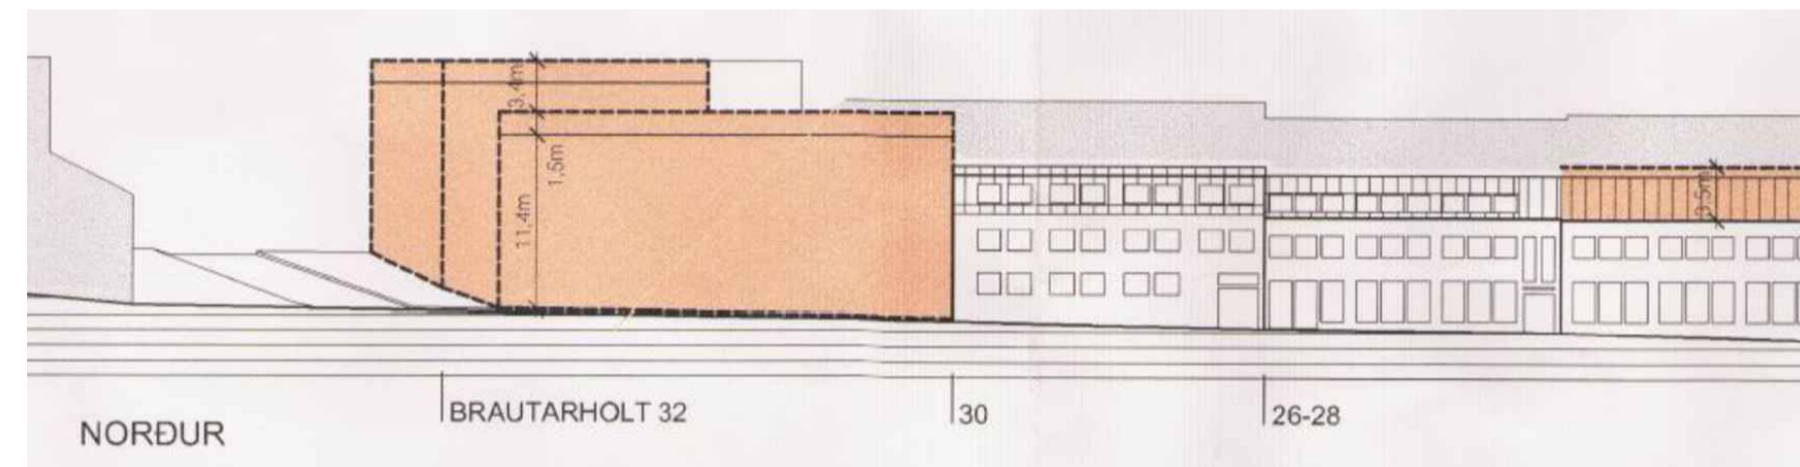 3.4m
1,5m
11.4m
3.5m
BRAUTARHOLT 32
30
26-28
NORÐUR